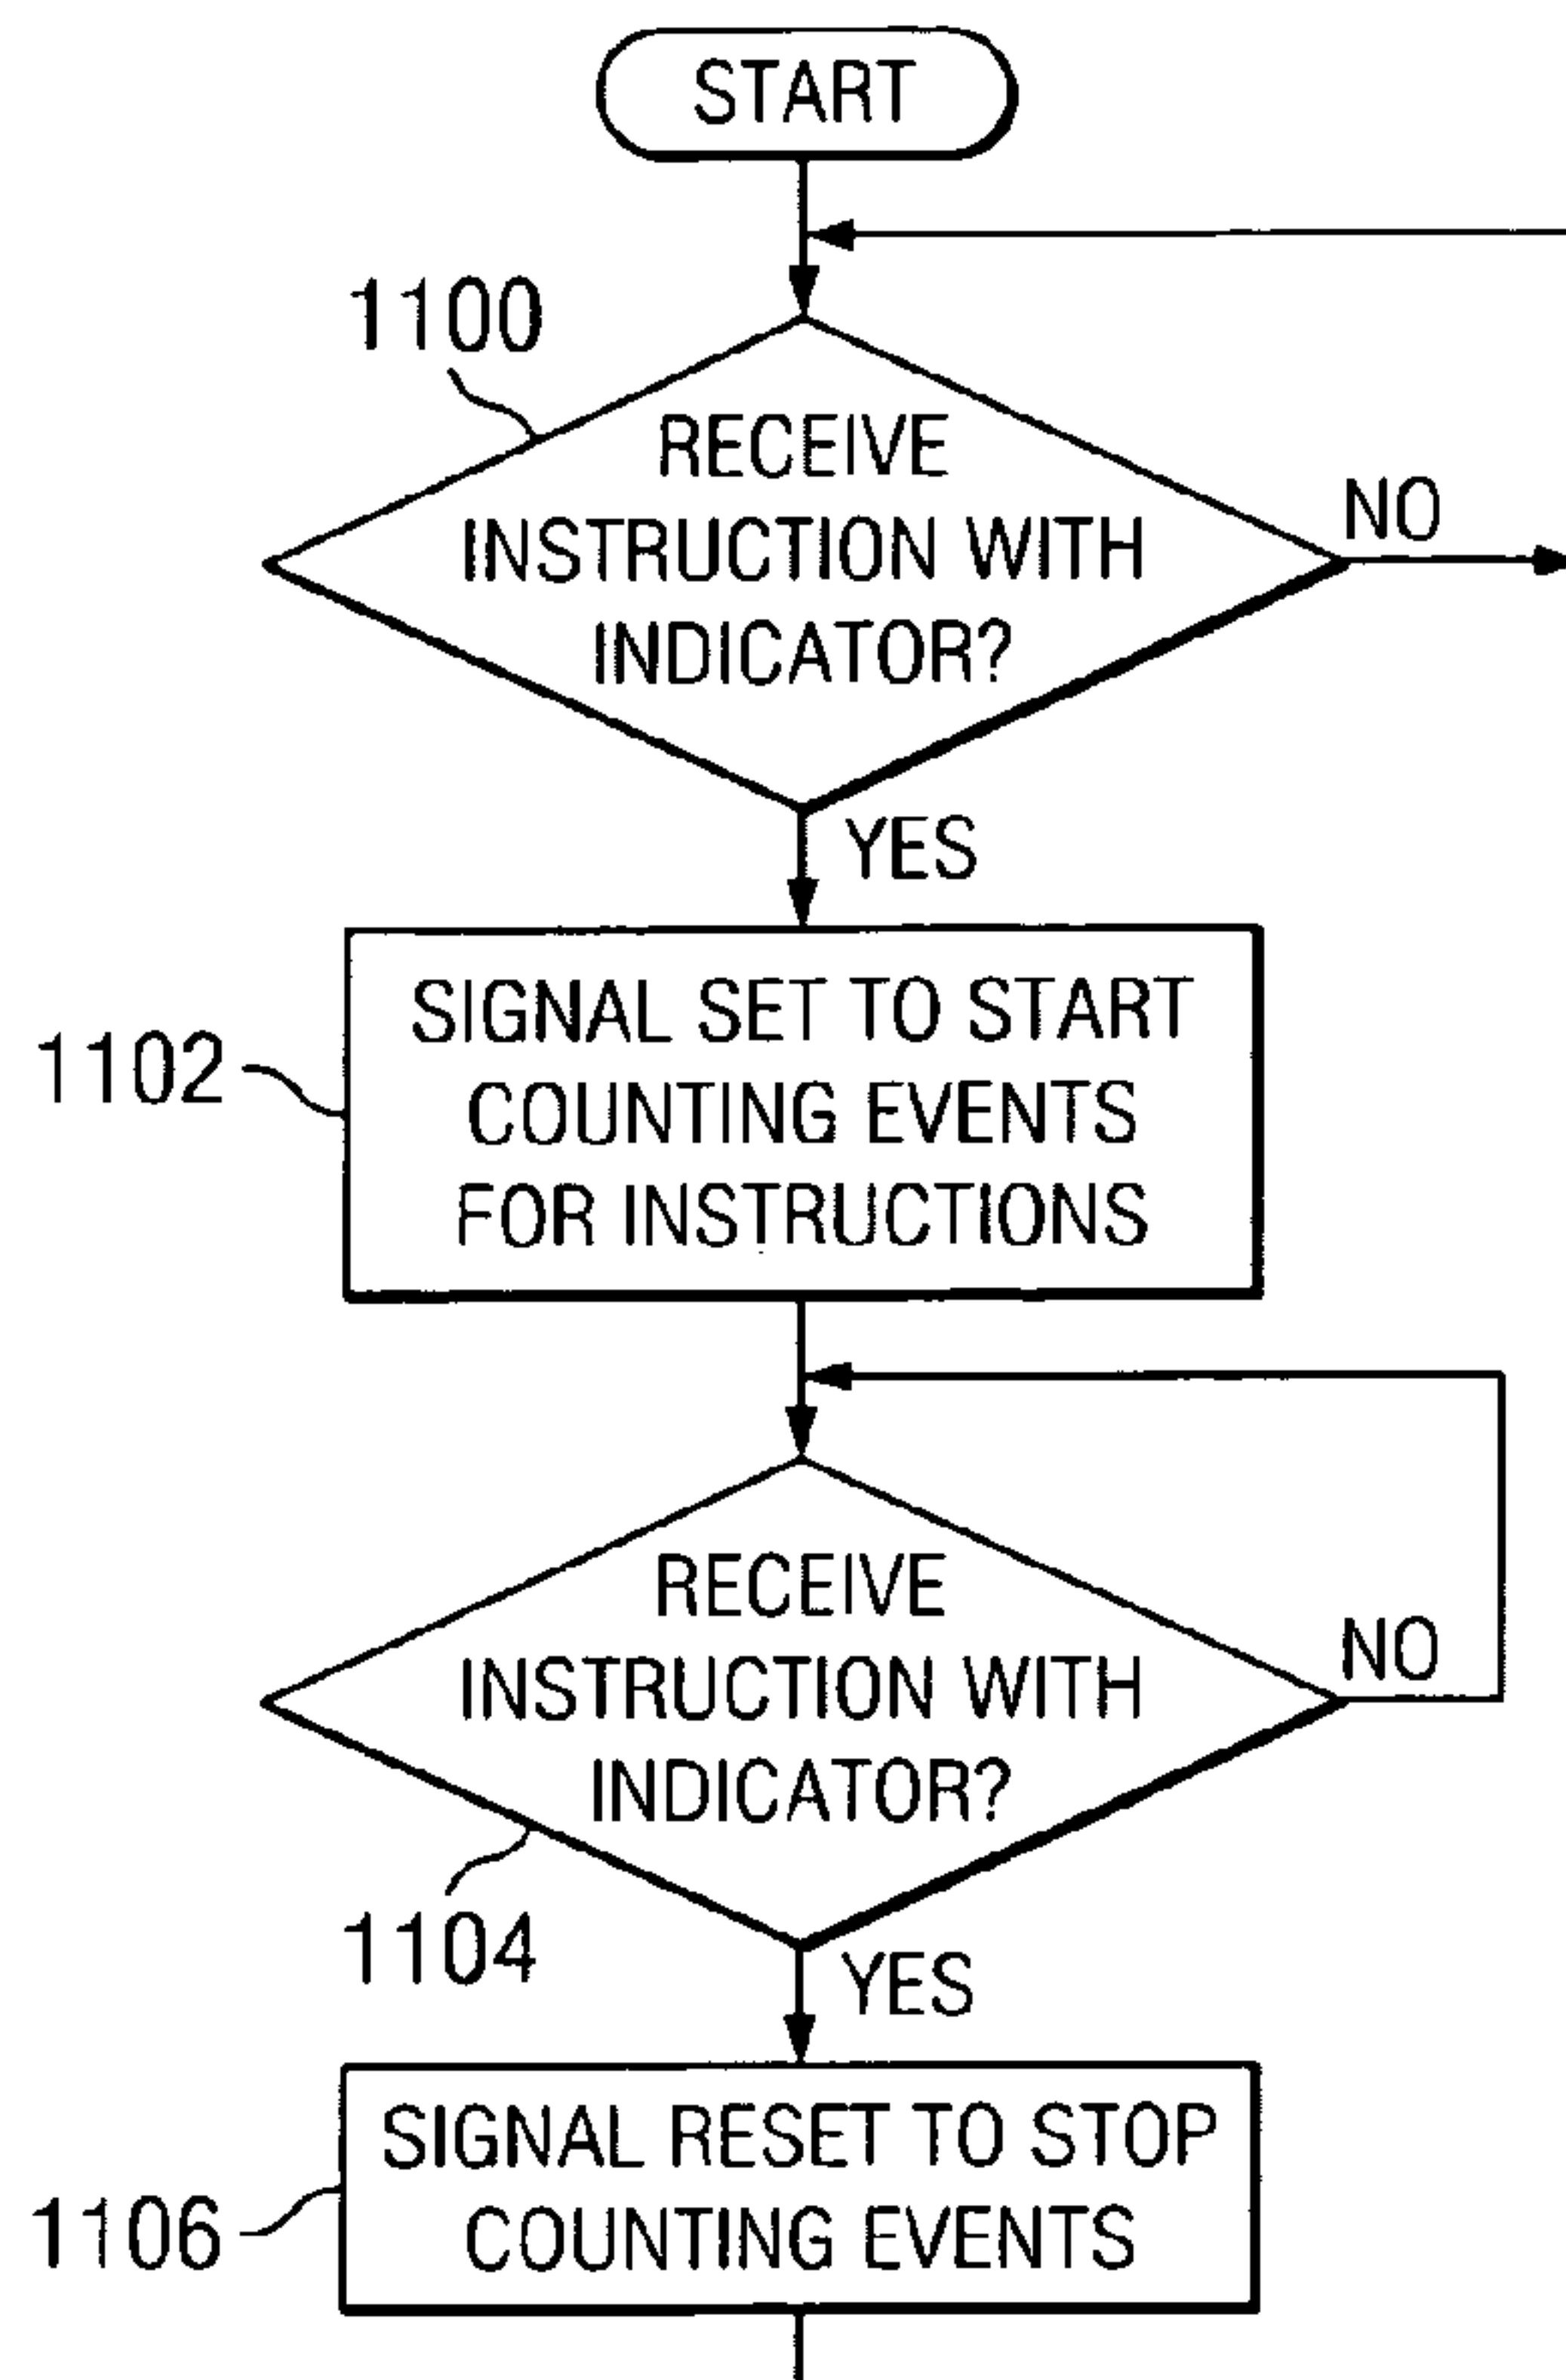 START
1100
RECEIVE
INSTRUCTION WITH
INDICATOR?
NO
YES
1102
SIGNAL SET TO START
COUNTING EVENTS
FOR INSTRUCTIONS
RECEIVE
INSTRUCTION WITH
INDICATOR?
NO
1104
YES
SIGNAL RESET TO STOP
COUNTING EVENTS
1106